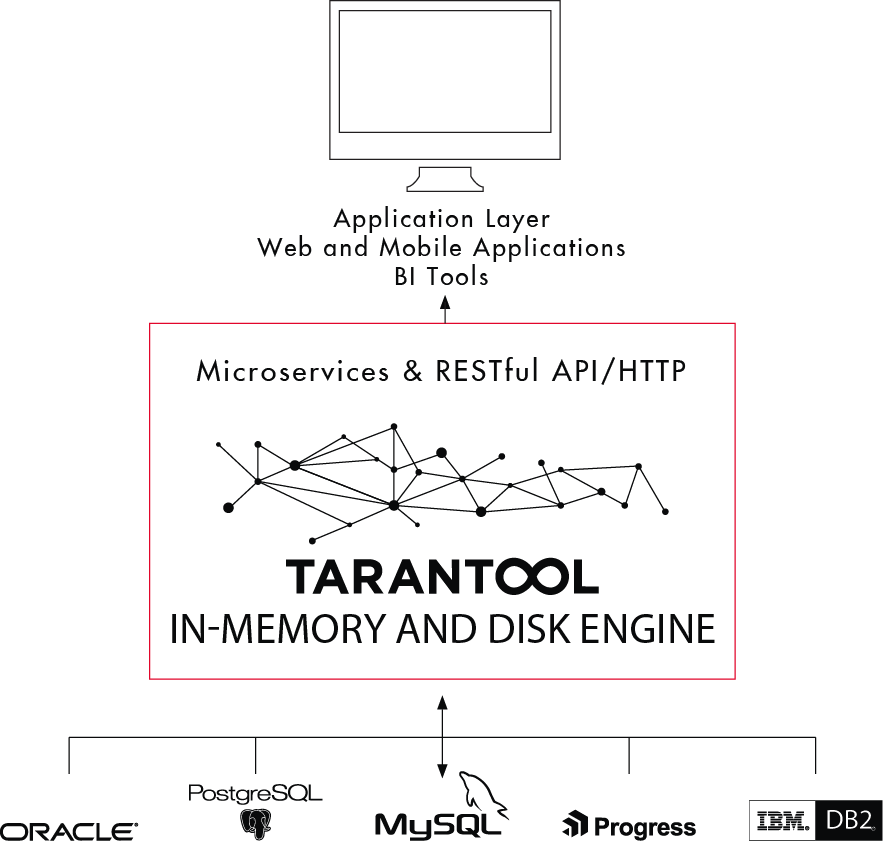 Application Layer
Web and Mobile Applications
BI Tools
Microservices & RESTful API/HTTP
TARANTOOL
IN-MEMORY AND DISK ENGINE
ORACLE®
PostgreSQL
MySQL
Progress
IBM. DB2